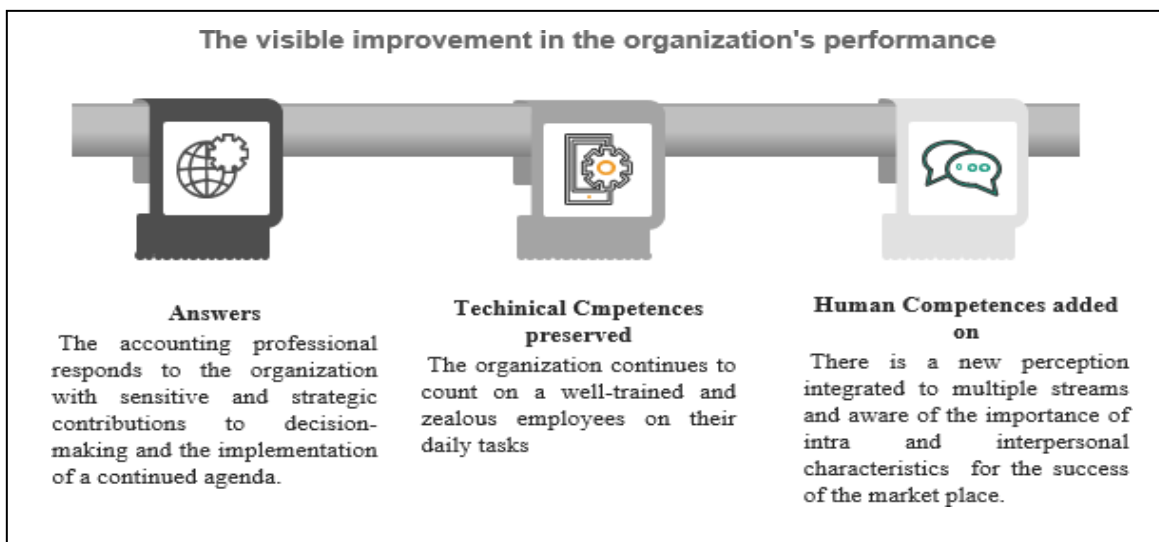 The visible improvement in the organization's performance
Answers
The accounting professional
responds to the organization
with sensitive and strategic
contributions to decision-
making and the implementation
of a continued agenda.
Techinical Cmpetences
preserved
The organization continues to
count on a well-trained and
zealous employees on their
daily tasks
Human Competences added
on
There is a new perception
integrated to multiple streams
and aware of the importance of
intra and interpersonal
characteristics for the success
of the market place.